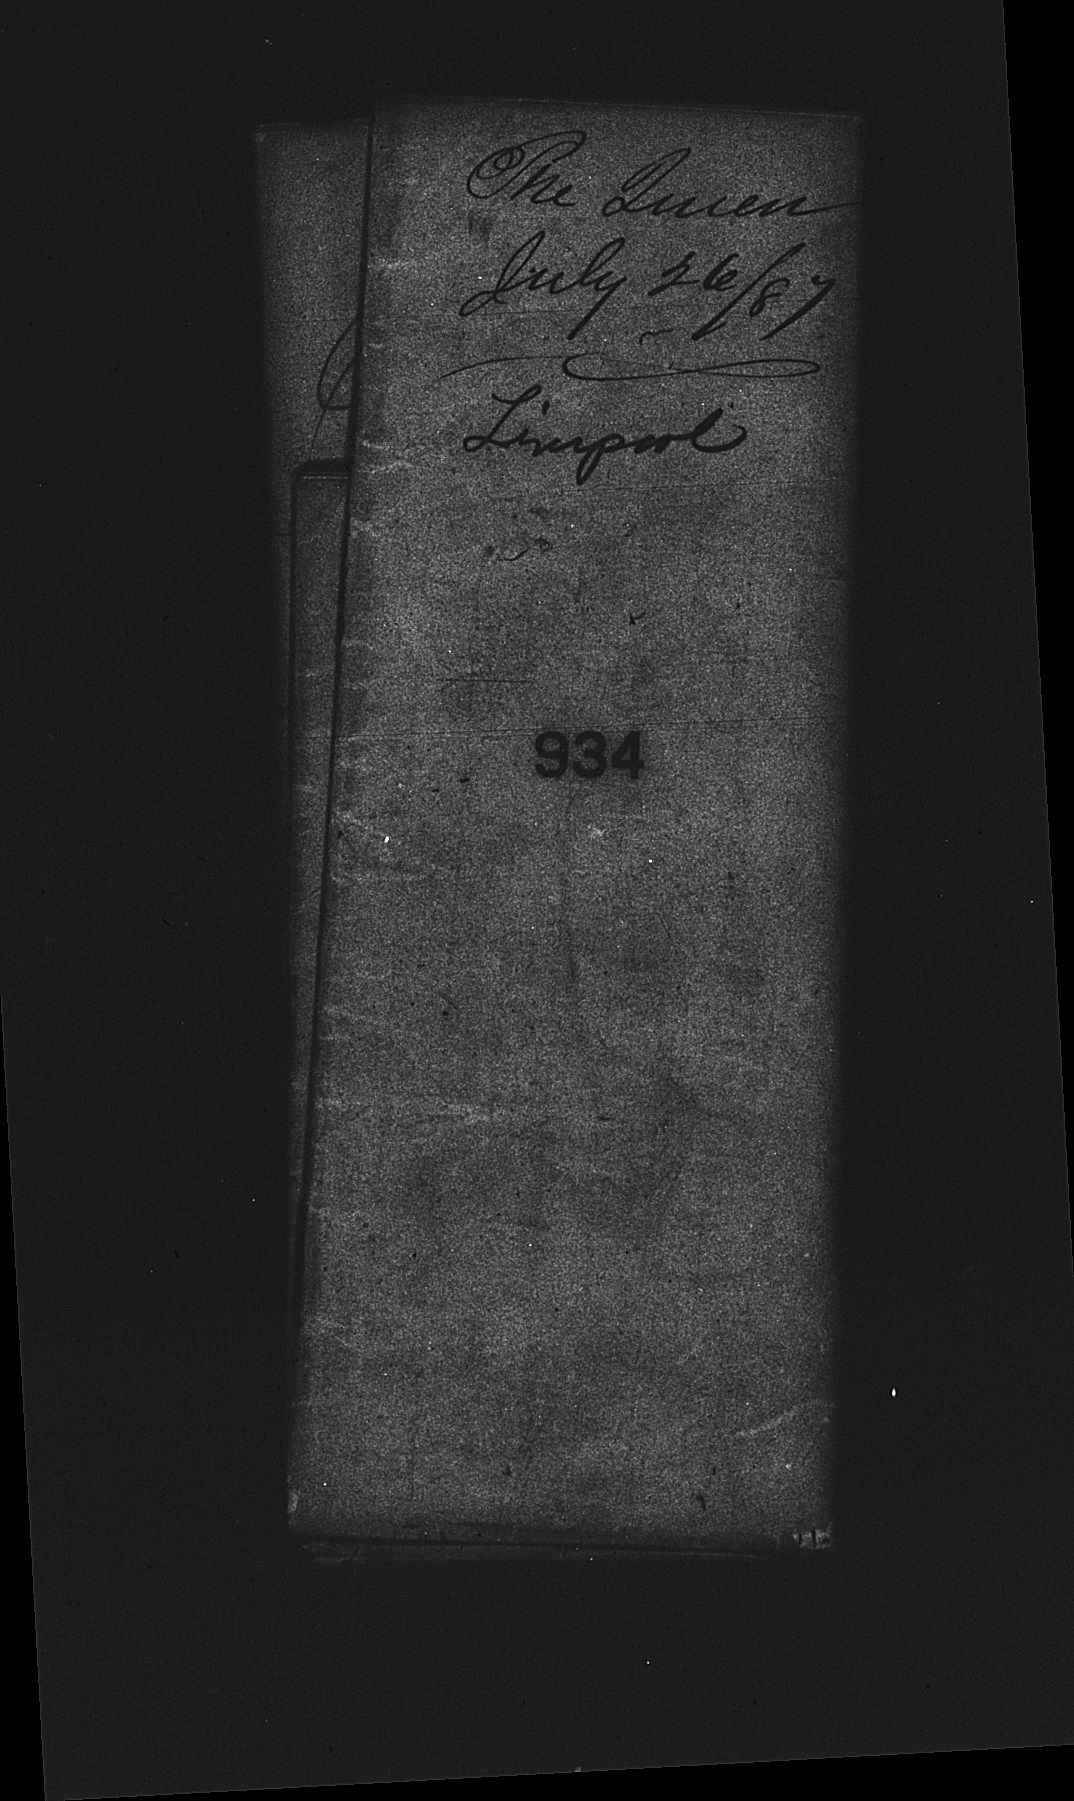 The Queen
July 26/87
Liverpool
934